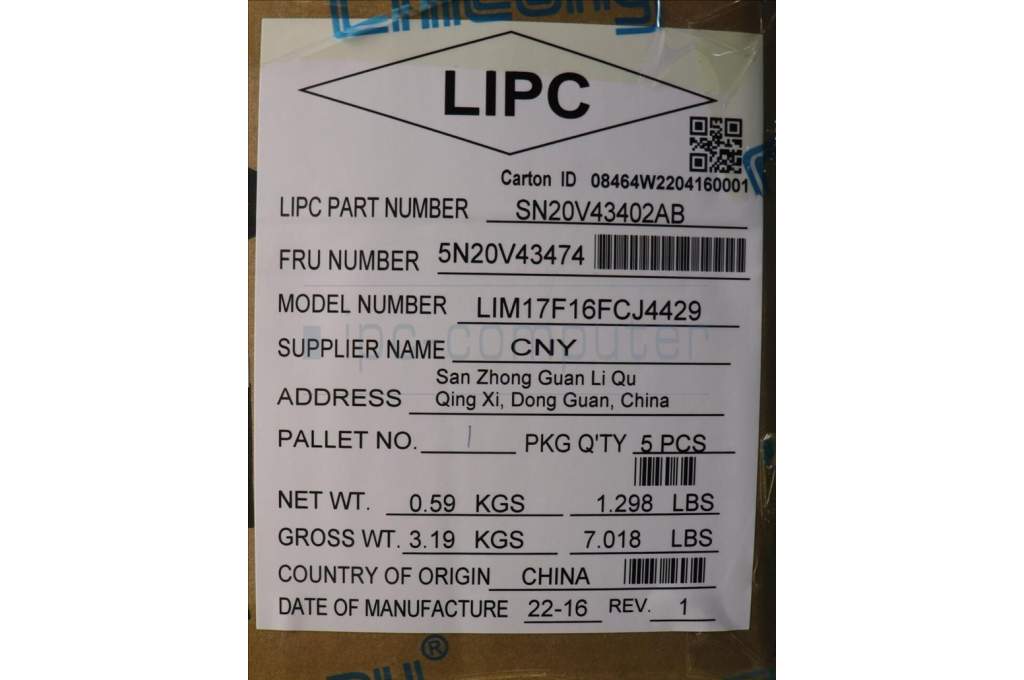 LIPC
Carton ID 08464W2204160001
LIPC PART NUMBER SN20V43402AB
FRU NUMBER 5N20V43474
MODEL NUMBER LIM17F16FCJ4429
ipc computer
SUPPLIER NAME CNY
San Zhong Guan Li Qu
ADDRESS Qing Xi, Dong Guan, China
PALLET NO. 1 PKG Q'TY 5 PCS
NET WT. 0.59 KGS 1.298 LBS
GROSS WT. 3.19 KGS 7.018 LBS
COUNTRY OF ORIGIN CHINA
DATE OF MANUFACTURE 22-16 REV. 1
®